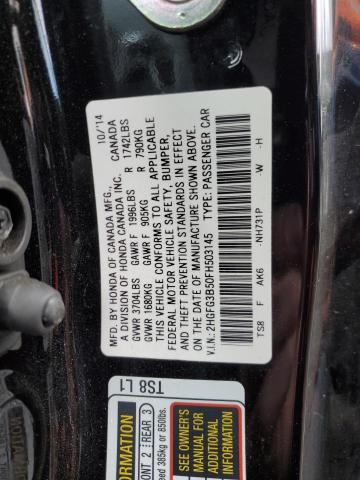 MFD. BY HONDA OF CANADA MFG., 10/'14
A DIVISION OF HONDA CANADA INC. CANADA
GVWR 3704LBS GAWR F 1996LBS R 1742LBS
GVWR 1680KG GAWR F 905KG R 790KG
THIS VEHICLE CONFORMS TO ALL APPLICABLE
FEDERAL MOTOR VEHICLE SAFETY, BUMPER,
AND THEFT PREVENTION STANDARDS IN EFFECT
ON THE DATE OF MANUFACTURE SHOWN ABOVE.
V.I.N.: 2HGFG3B50FH503145 TYPE: PASSENGER CAR
TS8 F AK6 -NH731P -W -H
TS8 L1
ORMATION
ONT 2 REAR 3
ceed 385kg or 850lbs.
SEE OWNER'S
MANUAL FOR
ADDITIONAL
INFORMATION